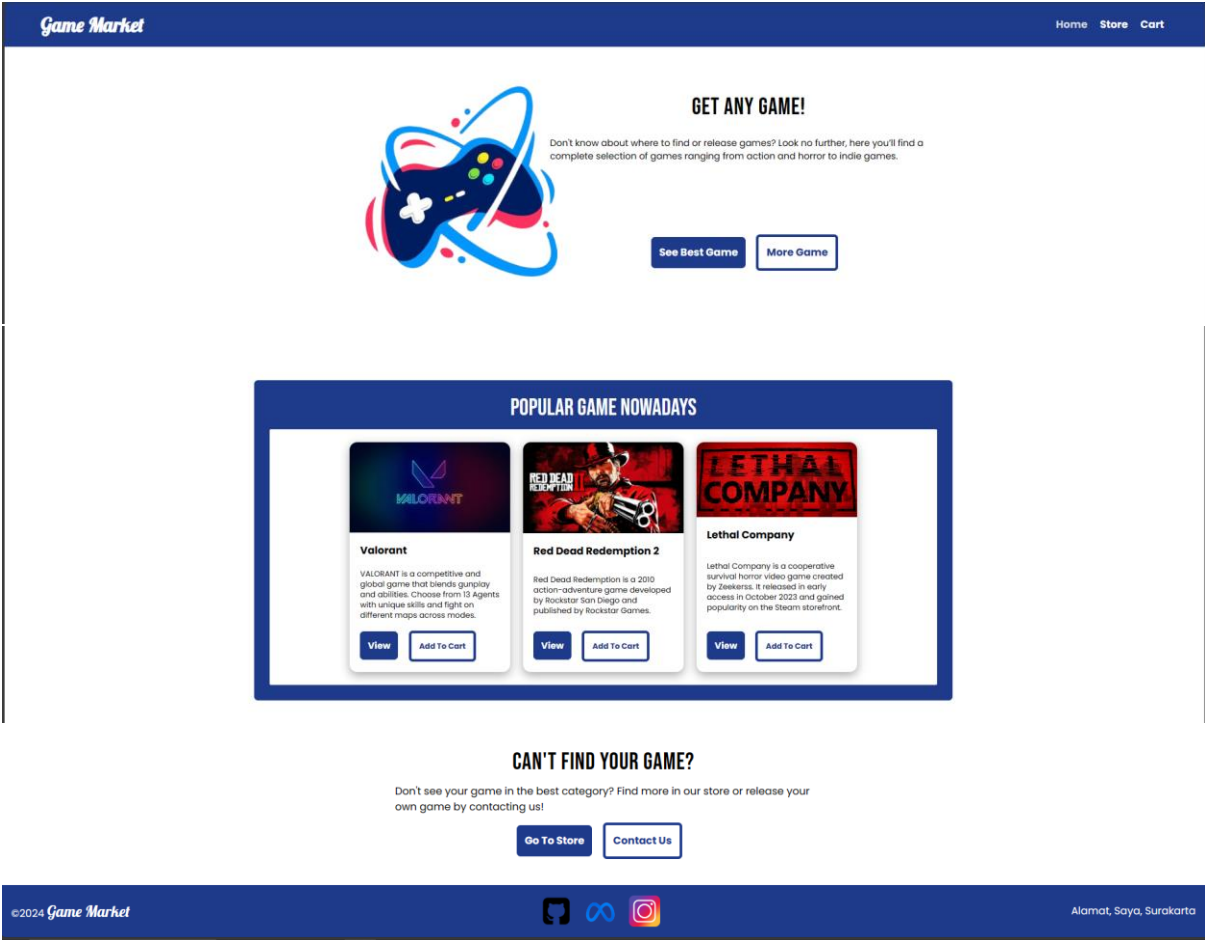 Game Market
Home Store Cart
GET ANY GAME!
Don't know about where to find or release games? Look no further, here you'll find a
complete selection of games ranging from action and horror to indie games.
See Best Game
More Game
POPULAR GAME NOWADAYS
VALORANT
Valorant
VALORANT is a competitive and
global game that blends gunplay
and abilities. Choose from 13 Agents
with unique skills and fight on
different maps across modes.
View
Add To Cart
RED DEAD
REDEMPTION II
Red Dead Redemption 2
Red Dead Redemption is a 2010
action-adventure game developed
by Rockstar San Diego and
published by Rockstar Games.
View
Add To Cart
LETHAL
COMPANY
Lethal Company
Lethal Company is a cooperative
survival horror video game created
by Zeekerss. It released in early
access in October 2023 and gained
popularity on the Steam storefront.
View
Add To Cart
CAN'T FIND YOUR GAME?
Don't see your game in the best category? Find more in our store or release your
own game by contacting us!
Go To Store
Contact Us
©2024 Game Market
Alamat, Saya, Surakarta